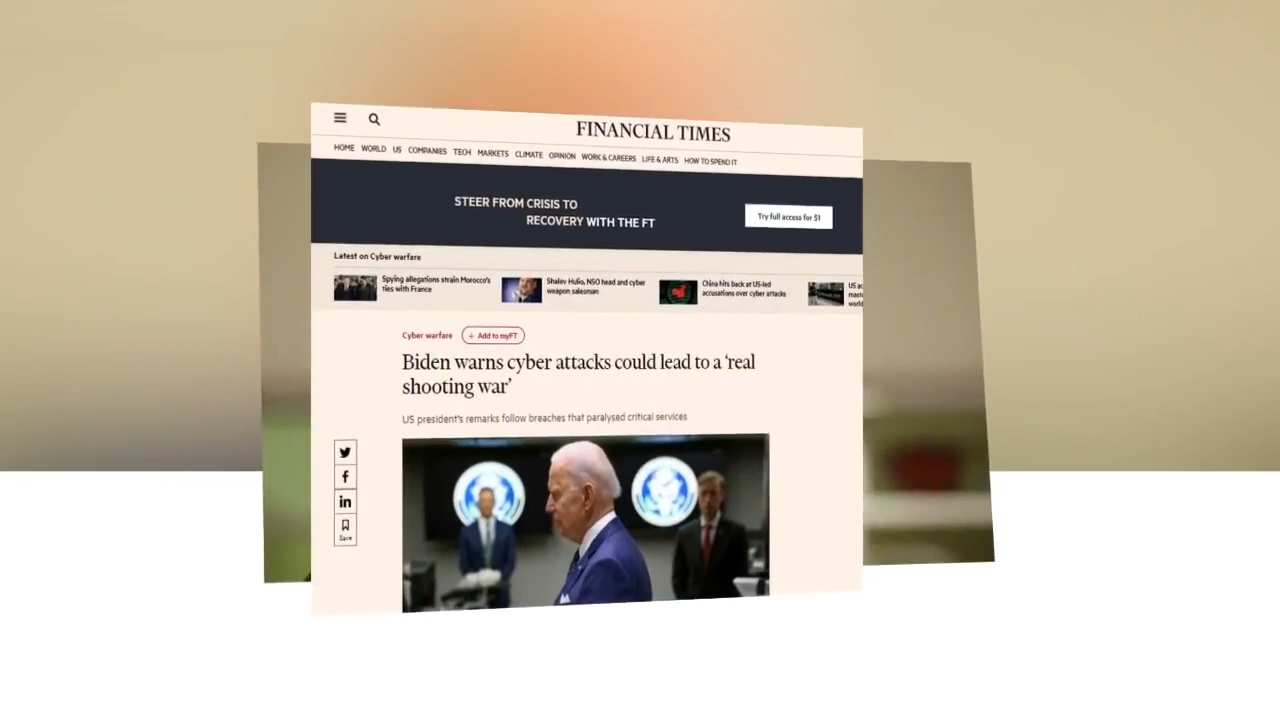 FINANCIAL TIMES
HOME WORLD US COMPANIES TECH MARKETS CLIMATE OPINION WORK & CAREERS LIFE & ARTS HOW TO SPEND IT
STEER FROM CRISIS TO
RECOVERY WITH THE FT
Try full access for $1
Latest on Cyber warfare
Spying allegations strain Morocco's
ties with France
Shalev Hulio, NSO head and cyber
weapon salesman
China hits back at US-led
accusations over cyber attacks
US ac
maste
world
Cyber warfare
+ Add to myFT
Biden warns cyber attacks could lead to a 'real
shooting war'
US president's remarks follow breaches that paralysed critical services
Save